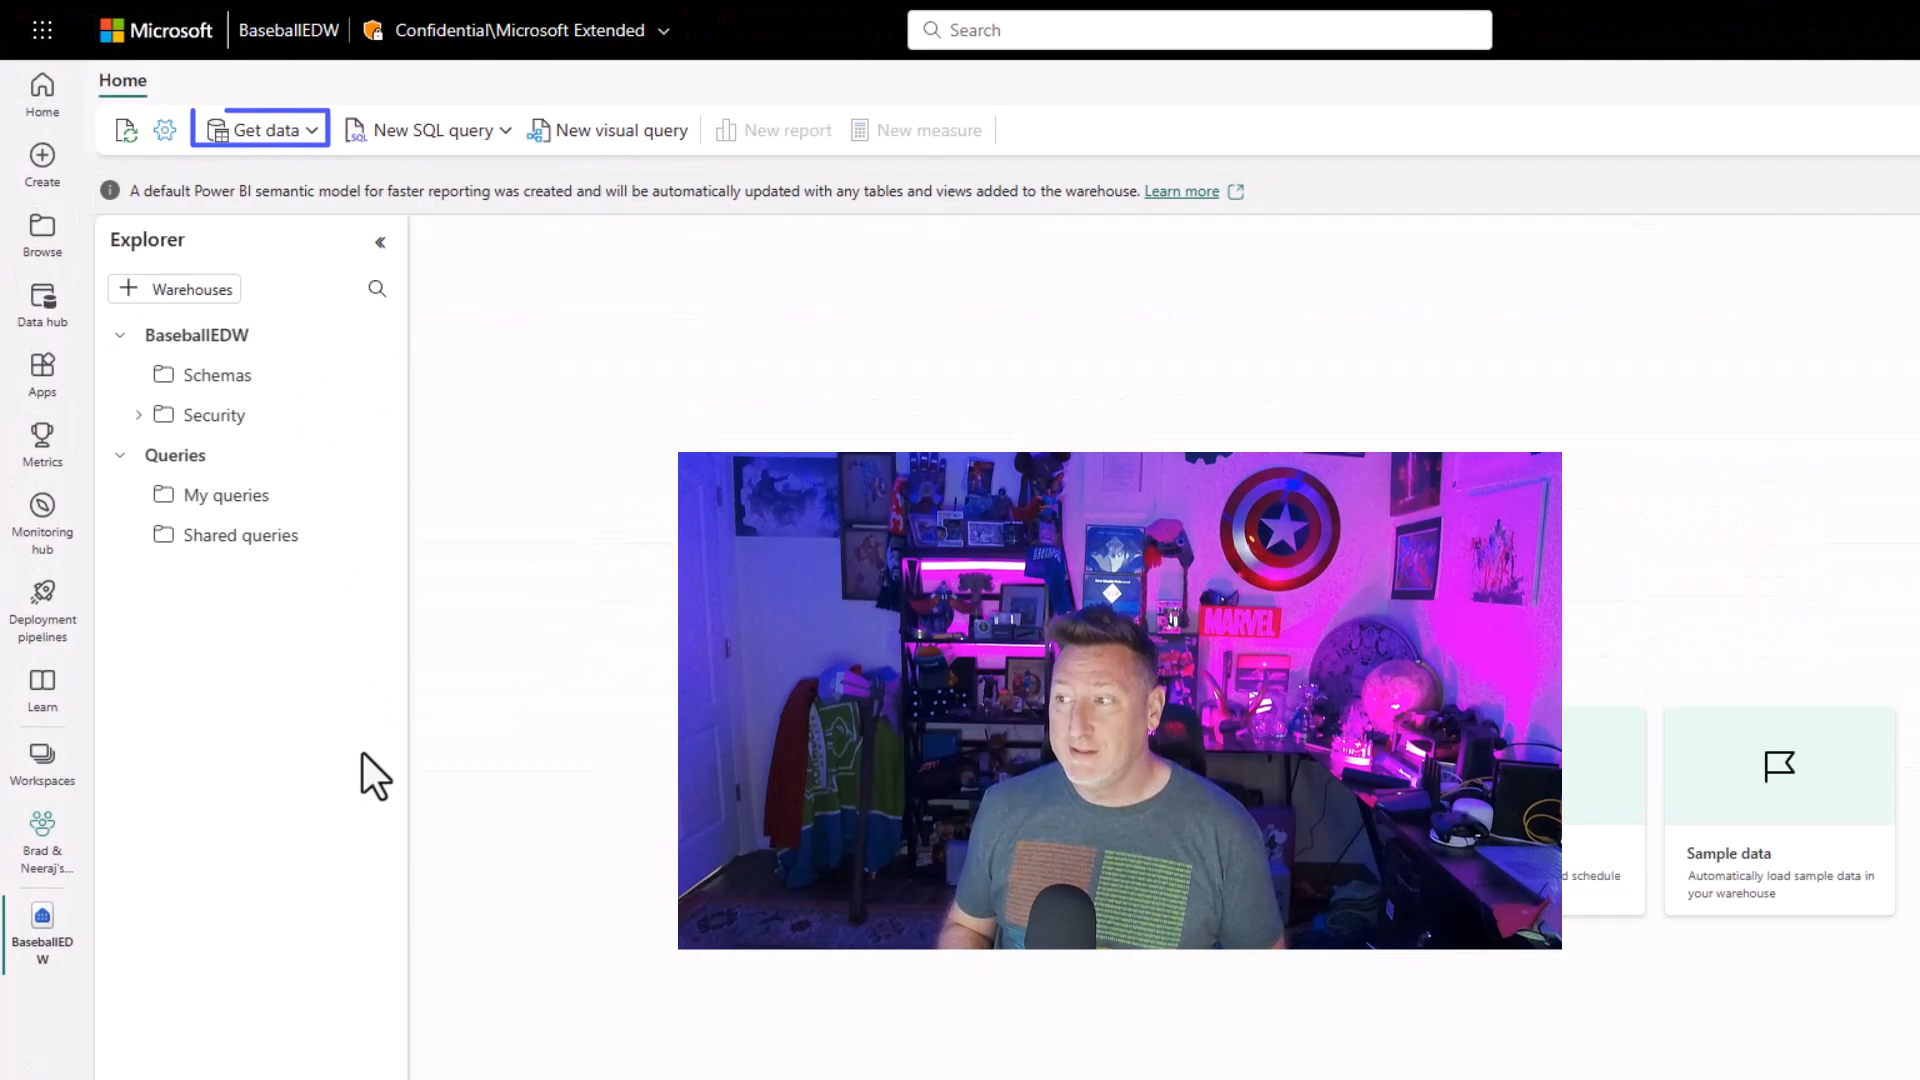 Microsoft BaseballEDW Confidential\Microsoft Extended Search
Home
Get data New SQL query New visual query New report New measure
A default Power BI semantic model for faster reporting was created and will be automatically updated with any tables and views added to the warehouse. Learn more
Home
Create
Browse
Data hub
Apps
Metrics
Monitoring
hub
Deployment
pipelines
Learn
Workspaces
Brad &
Neeraj's...
BaseballED
W
Explorer
Warehouses
BaseballEDW
Schemas
Security
Queries
My queries
Shared queries
MARVEL
d schedule
Sample data
Automatically load sample data in
your warehouse